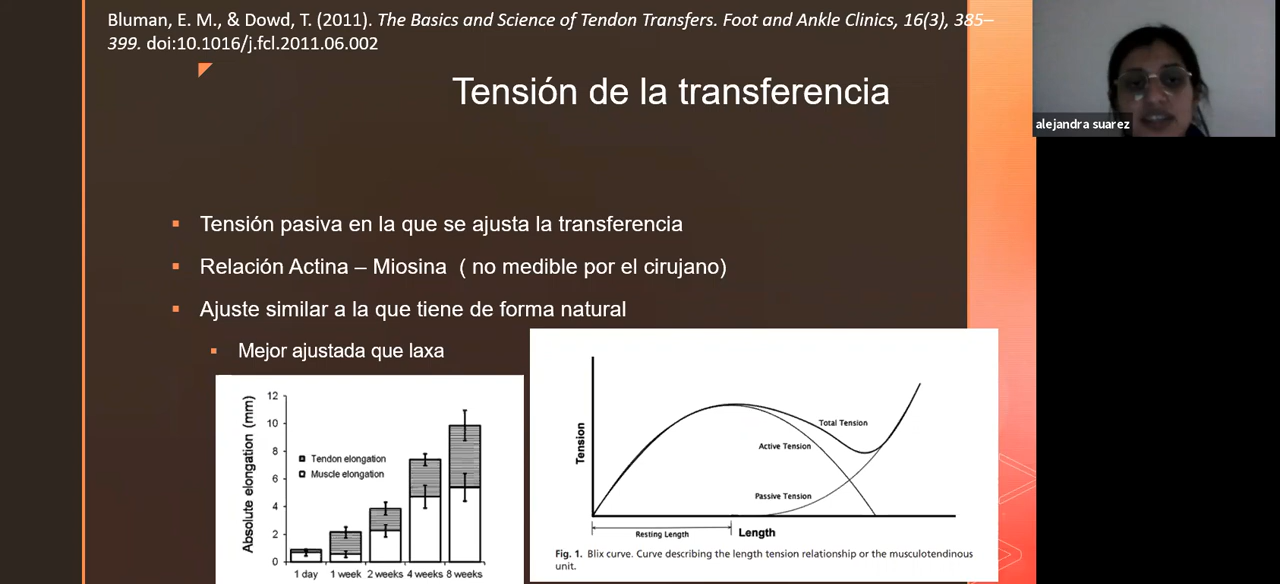 Bluman, E. M., & Dowd, T. (2011). The Basics and Science of Tendon Transfers. Foot and Ankle Clinics, 16(3), 385–
399. doi:10.1016/j.fcl.2011.06.002
alejandra suarez
Tensión de la transferencia
Tensión pasiva en la que se ajusta la transferencia
Relación Actina – Miosina ( no medible por el cirujano)
Ajuste similar a la que tiene de forma natural
Mejor ajustada que laxa
Absolute elongation (mm)
12
10
8
6
4
2
0
Tendon elongation
Muscle elongation
1 day 1 week 2 weeks 4 weeks 8 weeks
Tension
Total Tension
Active Tension
Passive Tension
Resting Length
Length
Fig. 1. Blix curve. Curve describing the length tension relationship or the musculotendinous
unit.